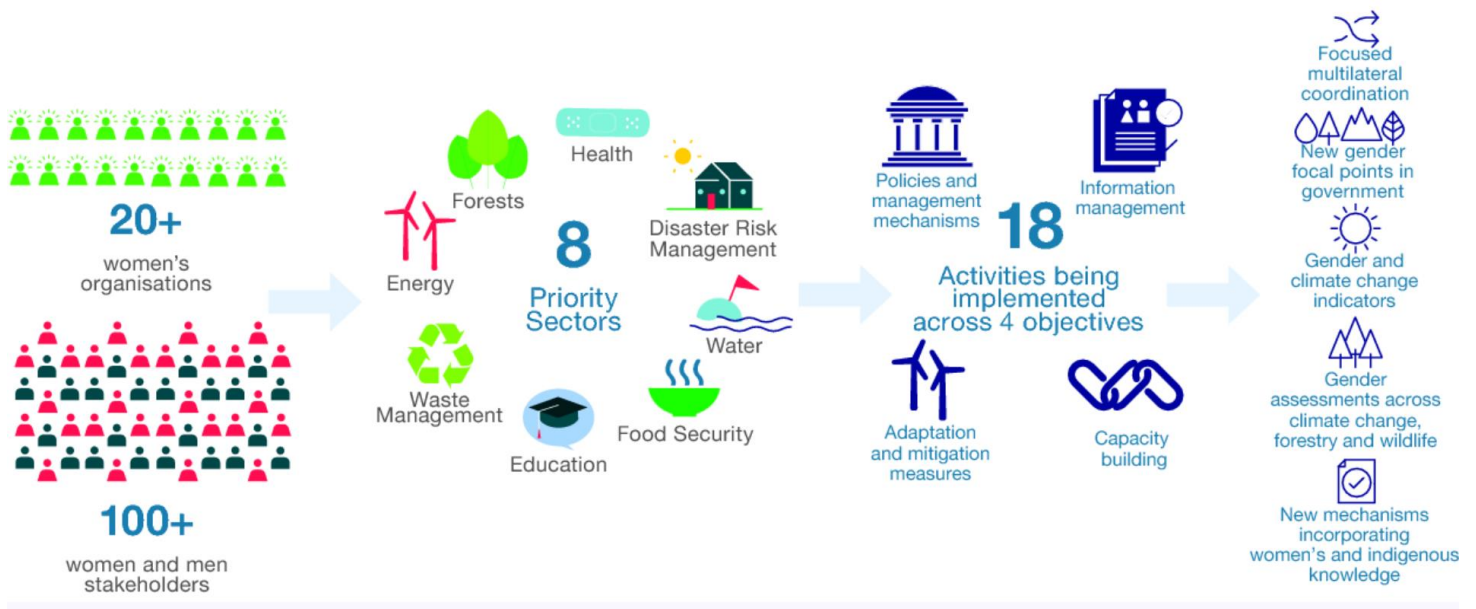 20+
women's
organisations
100+
women and men
stakeholders
Forests
Health
Disaster Risk
Management
Energy
8
Priority
Sectors
Water
Waste
Management
Education
Food Security
Policies and
management
mechanisms
Information
management
18
Activities being
implemented
across 4 objectives
Adaptation
and mitigation
measures
Capacity
building
Focused
multilateral
coordination
New gender
focal points in
government
Gender and
climate change
indicators
Gender
assessments across
climate change,
forestry and wildlife
New mechanisms
incorporating
women's and indigenous
knowledge